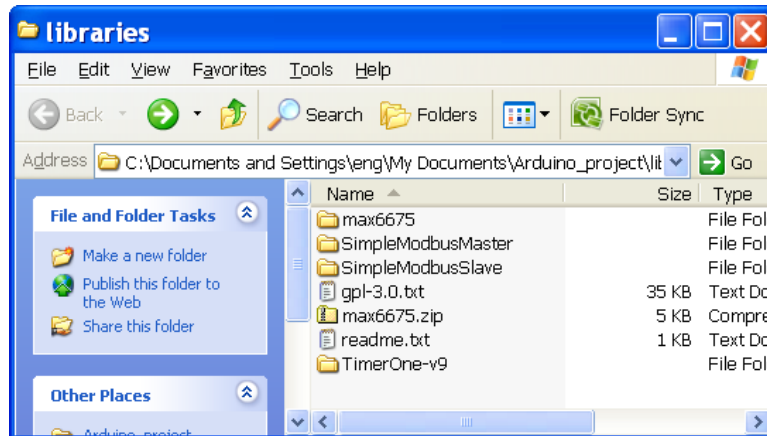 libraries
File Edit View Favorites Tools Help
Back Search Folders Folder Sync
Address C:\Documents and Settings\eng\My Documents\Arduino_project\lit Go
File and Folder Tasks
Make a new folder
Publish this folder to
the Web
Share this folder
Other Places
Arduino_project
Name Size Type
max6675 File Fol
SimpleModbusMaster File Fol
SimpleModbusSlave File Fol
gpl-3.0.txt 35 KB Text Do
max6675.zip 5 KB Compre
readme.txt 1 KB Text Do
TimerOne-v9 File Fol